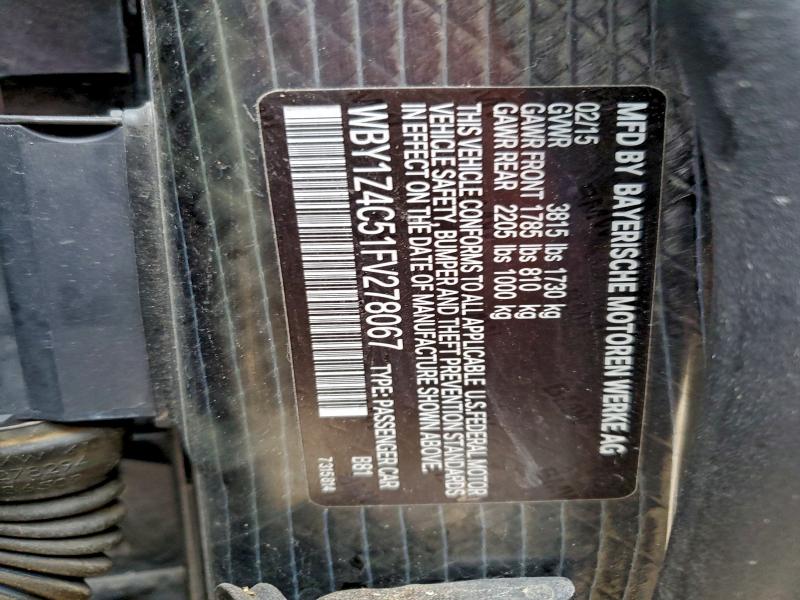 MFD BY BAYERISCHE MOTOREN WERKE AG
02/15
GVWR 3815 lbs 1730 kg
GAWR FRONT 1785 lbs 810 kg
GAWR REAR 2205 lbs 1000 kg
THIS VEHICLE CONFORMS TO ALL APPLICABLE U.S.FEDERAL MOTOR
VEHICLE SAFETY, BUMPER AND THEFT PREVENTION STANDARDS
IN EFFECT ON THE DATE OF MANUFACTURE SHOWN ABOVE.
WBY1Z4C51FV278067 TYPE: PASSENGER CAR
BB1
7315814